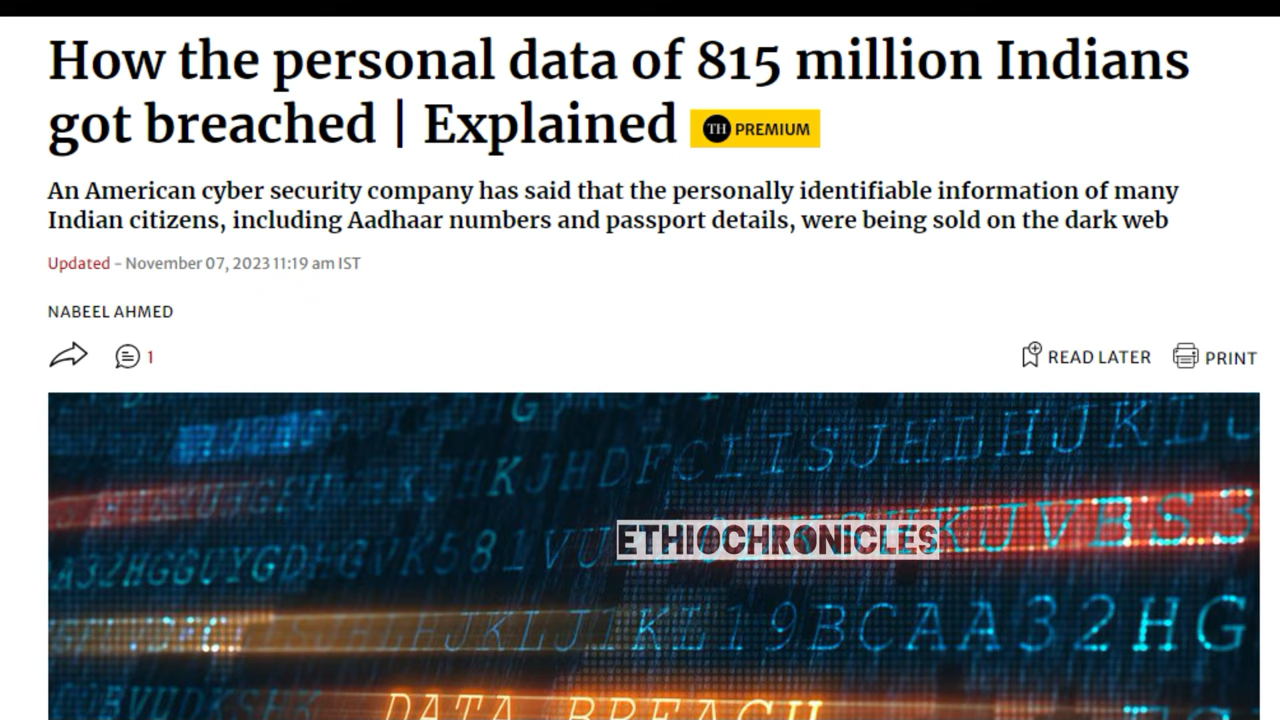 How the personal data of 815 million Indians
got breached | Explained TH PREMIUM
An American cyber security company has said that the personally identifiable information of many
Indian citizens, including Aadhaar numbers and passport details, were being sold on the dark web
Updated - November 07, 2023 11:19 am IST
NABEEL AHMED
1 READ LATER PRINT
ETHIOCHRONICLES
DATA BREACH